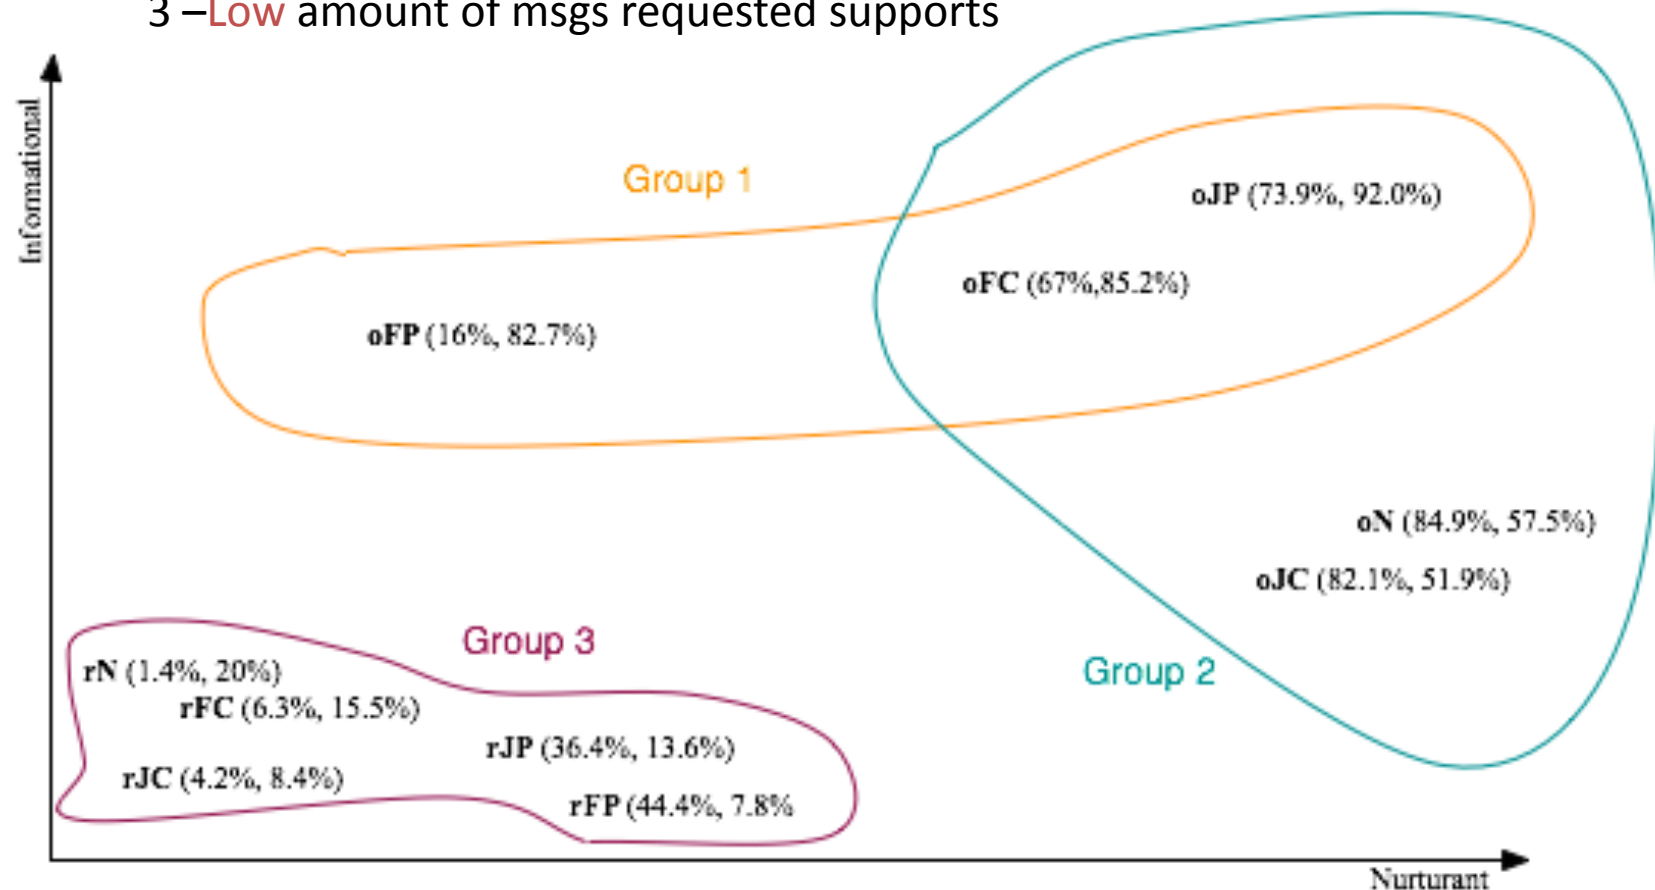 3 –Low amount of msgs requested supports
Informational
Group 1
oJP (73.9%, 92.0%)
oFC (67%,85.2%)
oFP (16%, 82.7%)
oN (84.9%, 57.5%)
oJC (82.1%, 51.9%)
Group 3
Group 2
rN (1.4%, 20%)
rFC (6.3%, 15.5%)
rJP (36.4%, 13.6%)
rJC (4.2%, 8.4%)
rFP (44.4%, 7.8%
Nurturant